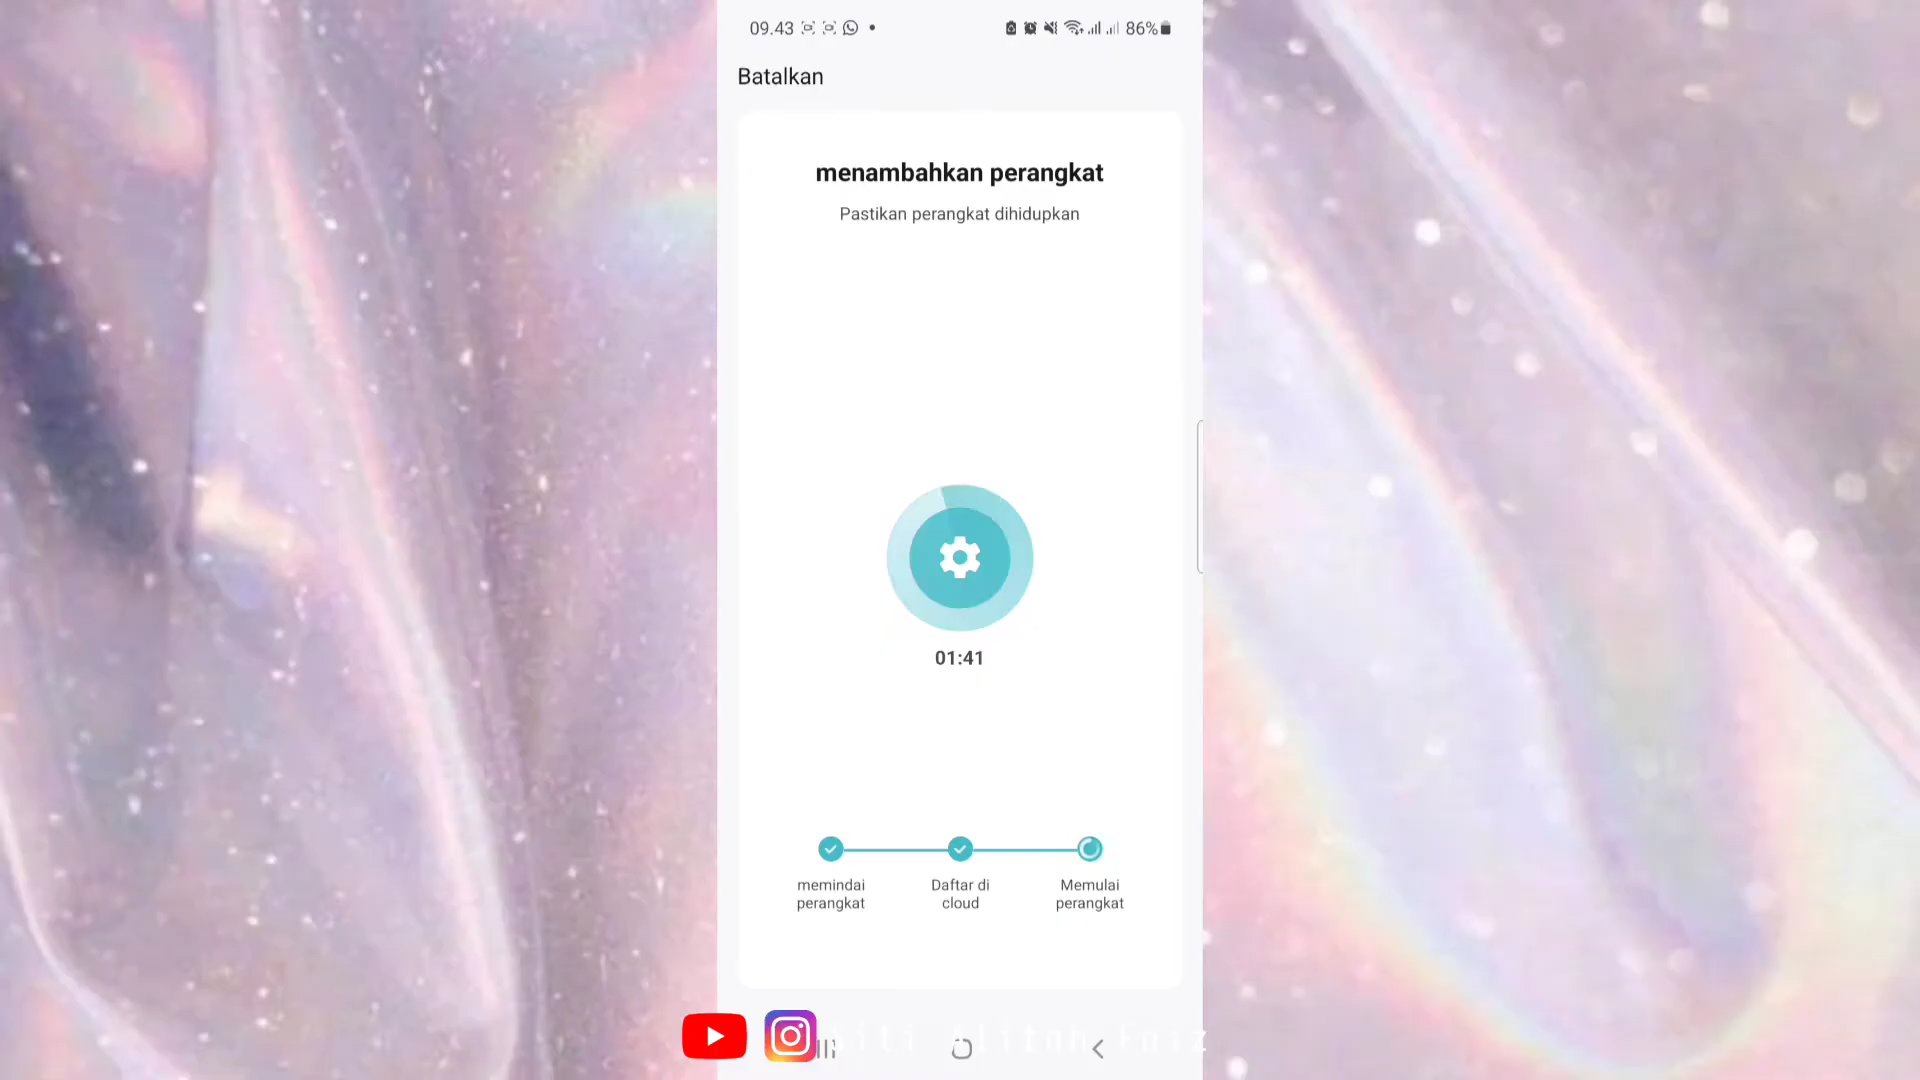 09.43
86%
Batalkan
menambahkan perangkat
Pastikan perangkat dihidupkan
01:41
memindai
perangkat
Daftar di
cloud
Memulai
perangkat